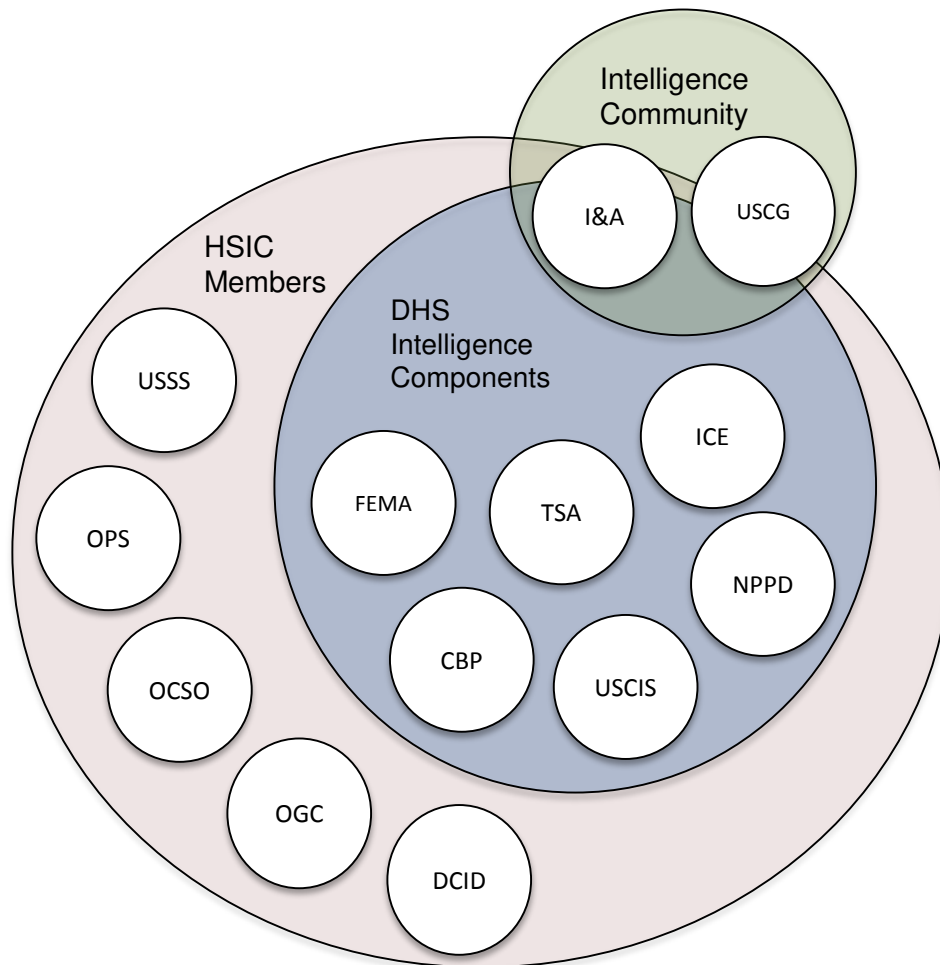 Intelligence
Community
I&A
USCG
HSIC
Members
DHS
Intelligence
Components
USSS
ICE
FEMA
TSA
OPS
NPPD
CBP
USCIS
OCSO
OGC
DCID